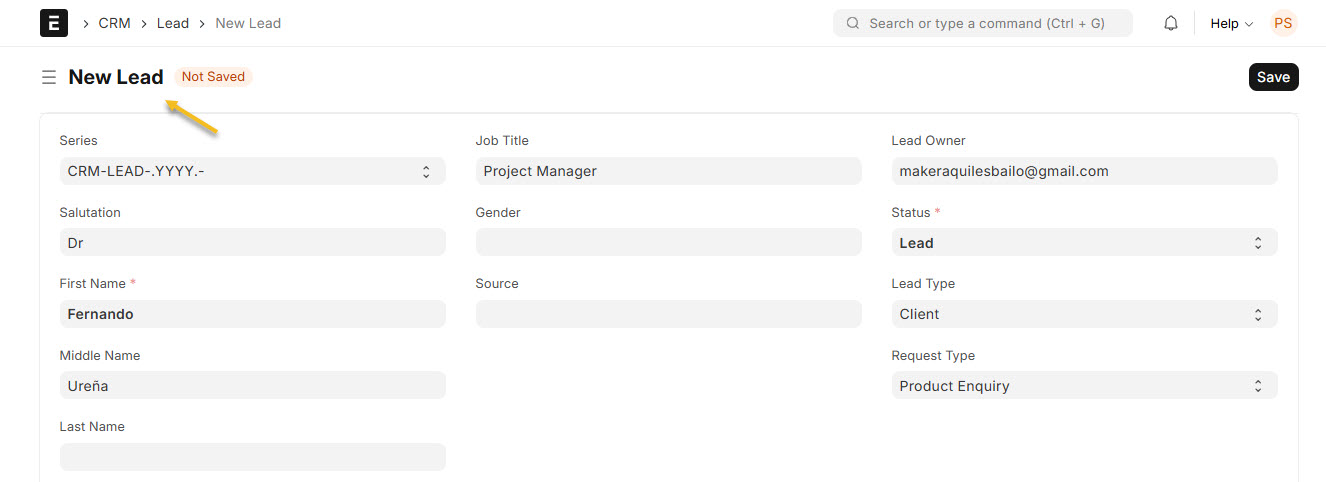 E
CRM
Lead
New Lead
Search or type a command (Ctrl + G)
Help
PS
New Lead
Not Saved
Save
Series
CRM-LEAD-.YYYY.-
Salutation
Dr
First Name *
Fernando
Middle Name
Ureña
Last Name
Job Title
Project Manager
Gender
Source
Lead Owner
makeraquilesbailo@gmail.com
Status *
Lead
Lead Type
Client
Request Type
Product Enquiry